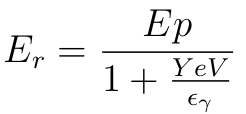 E_r = \frac{Ep}{1 + \frac{YeV}{\epsilon_\gamma}}